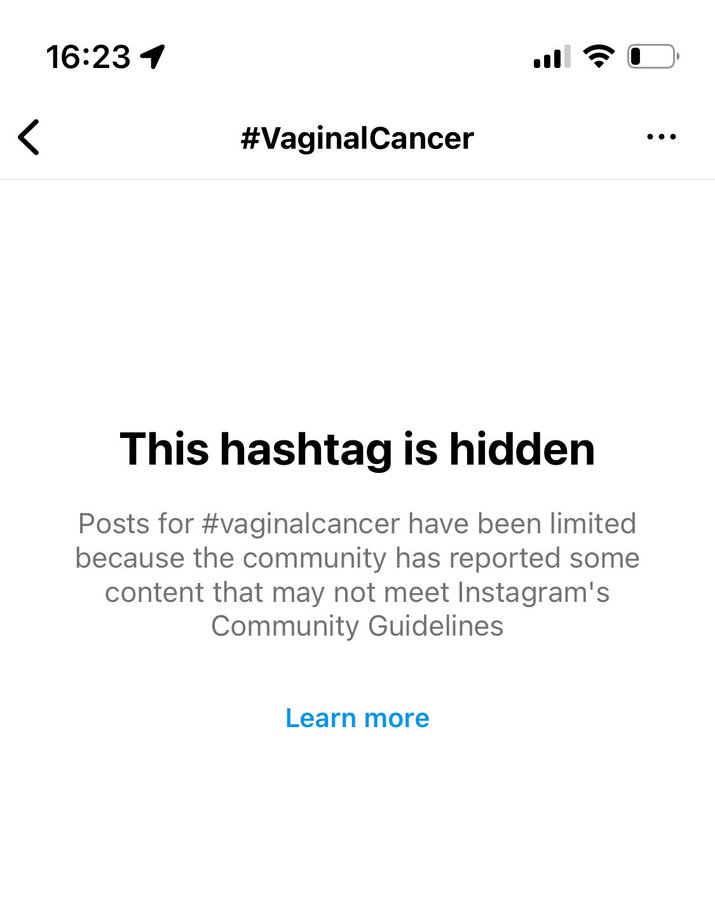 16:23
#VaginalCancer
This hashtag is hidden
Posts for #vaginalcancer have been limited
because the community has reported some
content that may not meet Instagram's
Community Guidelines
Learn more